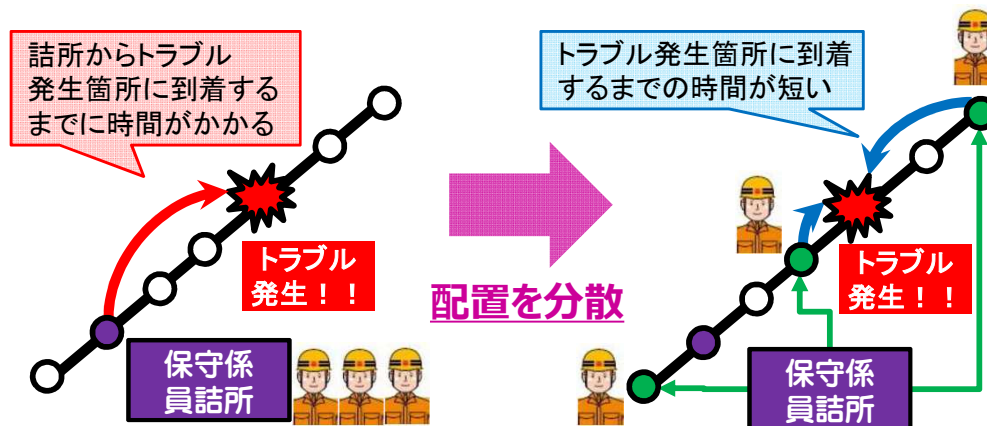 詰所からトラブル
発生箇所に到着する
までに時間がかかる
トラブル
発生！！
保守係
員詰所
配置を分散
トラブル発生箇所に到着
するまでの時間が短い
トラブル
発生！！
保守係
員詰所